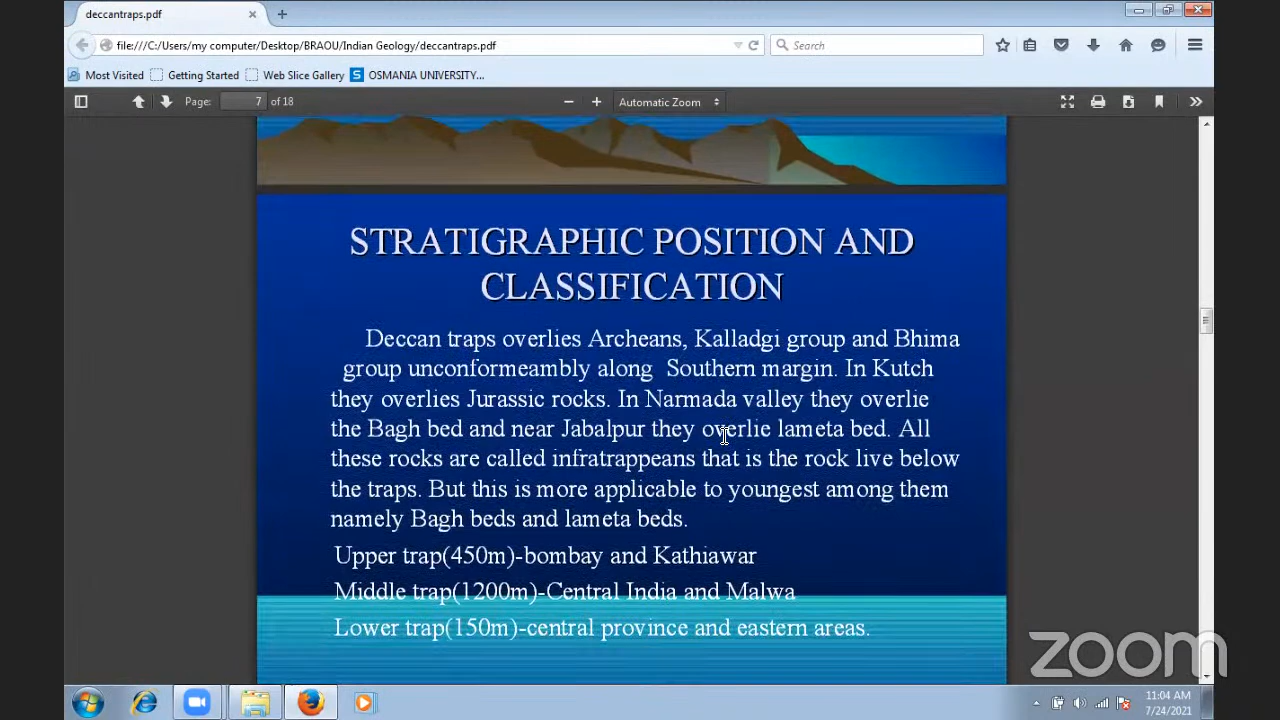 deccantraps.pdf
file:///C:/Users/my computer/Desktop/BRAOU/Indian Geology/deccantraps.pdf
Search
Most Visited Getting Started Web Slice Gallery OSMANIA UNIVERSITY...
Page: 7 of 18
Automatic Zoom
STRATIGRAPHIC POSITION AND
CLASSIFICATION
Deccan traps overlies Archeans, Kalladgi group and Bhima
group unconformeambly along Southern margin. In Kutch
they overlies Jurassic rocks. In Narmada valley they overlie
the Bagh bed and near Jabalpur they overlie lameta bed. All
these rocks are called infratrappeans that is the rock live below
the traps. But this is more applicable to youngest among them
namely Bagh beds and lameta beds.
Upper trap(450m)-bombay and Kathiawar
Middle trap(1200m)-Central India and Malwa
Lower trap(150m)-central province and eastern areas.
zoom
11:04 AM
7/24/2021